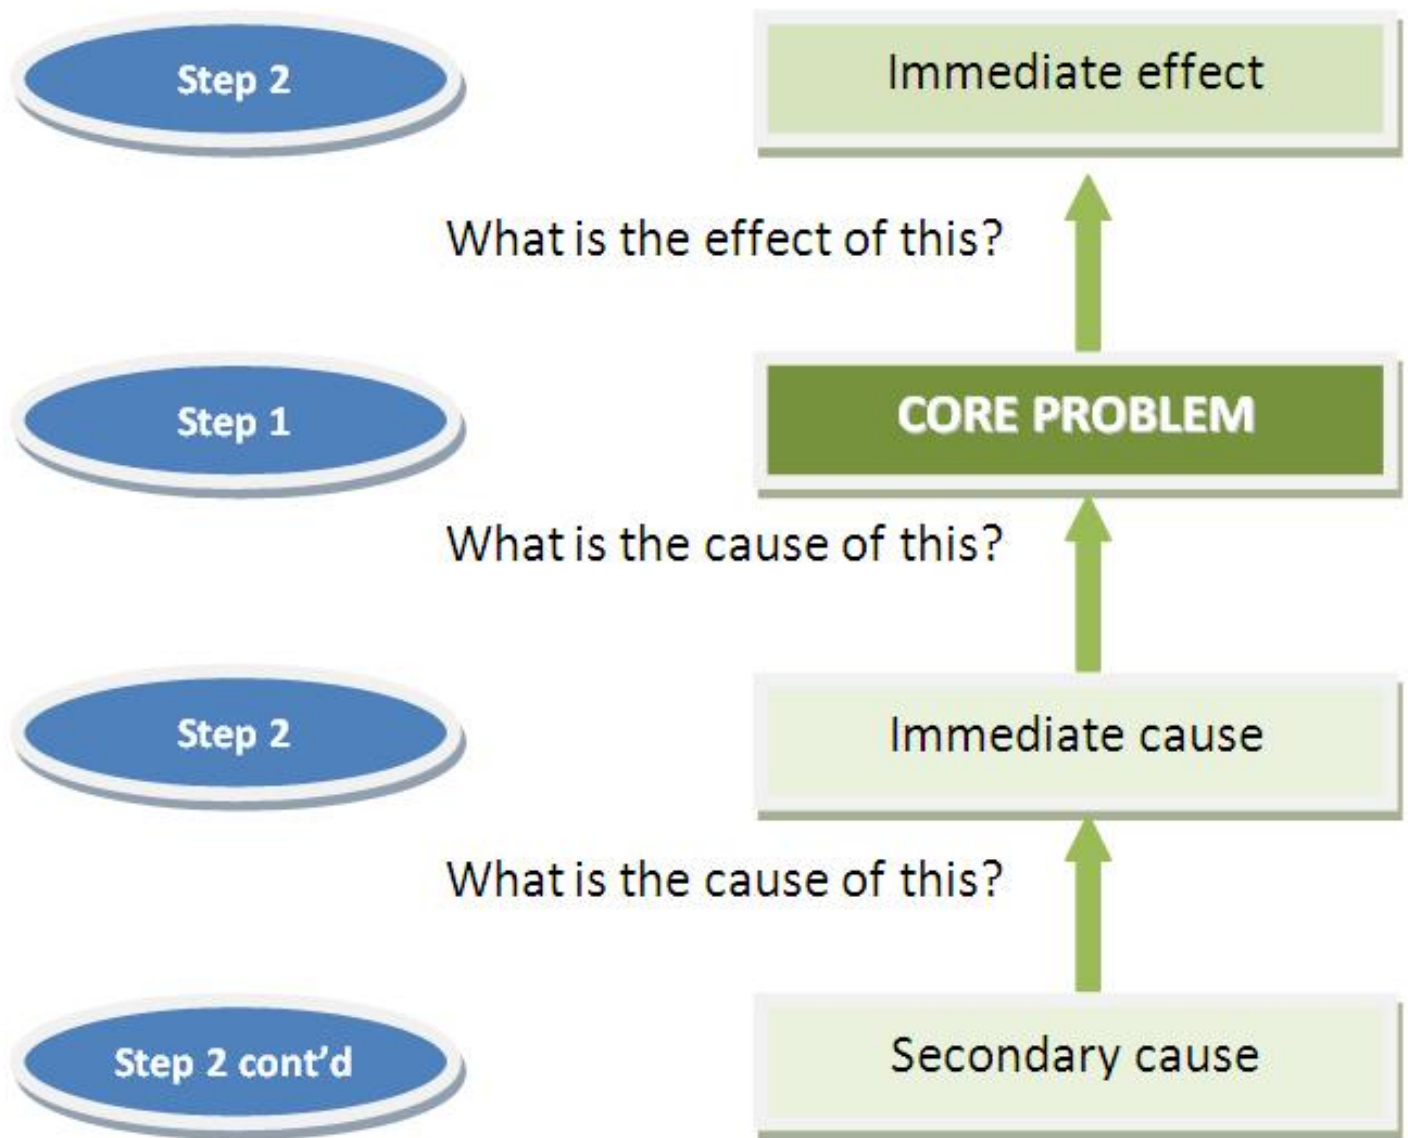 Step 2
Immediate effect
What is the effect of this?
Step 1
CORE PROBLEM
What is the cause of this?
Step 2
Immediate cause
What is the cause of this?
Step 2 cont’d
Secondary cause